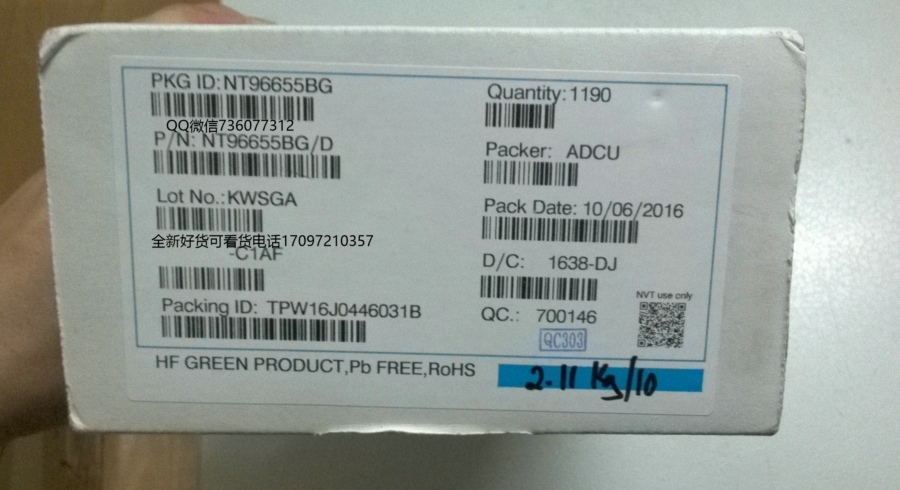 PKG ID:NT96655BG
QQ微信736077312
P/N: NT96655BG/D
Lot No.:KWSGA
全新好货可看货电话17097210357
-C1AF
Packing ID: TPW16J0446031B
HF GREEN PRODUCT,Pb FREE,RoHS
Quantity:1190
Packer: ADCU
Pack Date: 10/06/2016
D/C: 1638-DJ
NVT use only
QC.: 700146
QC303
2.11 Kg/10